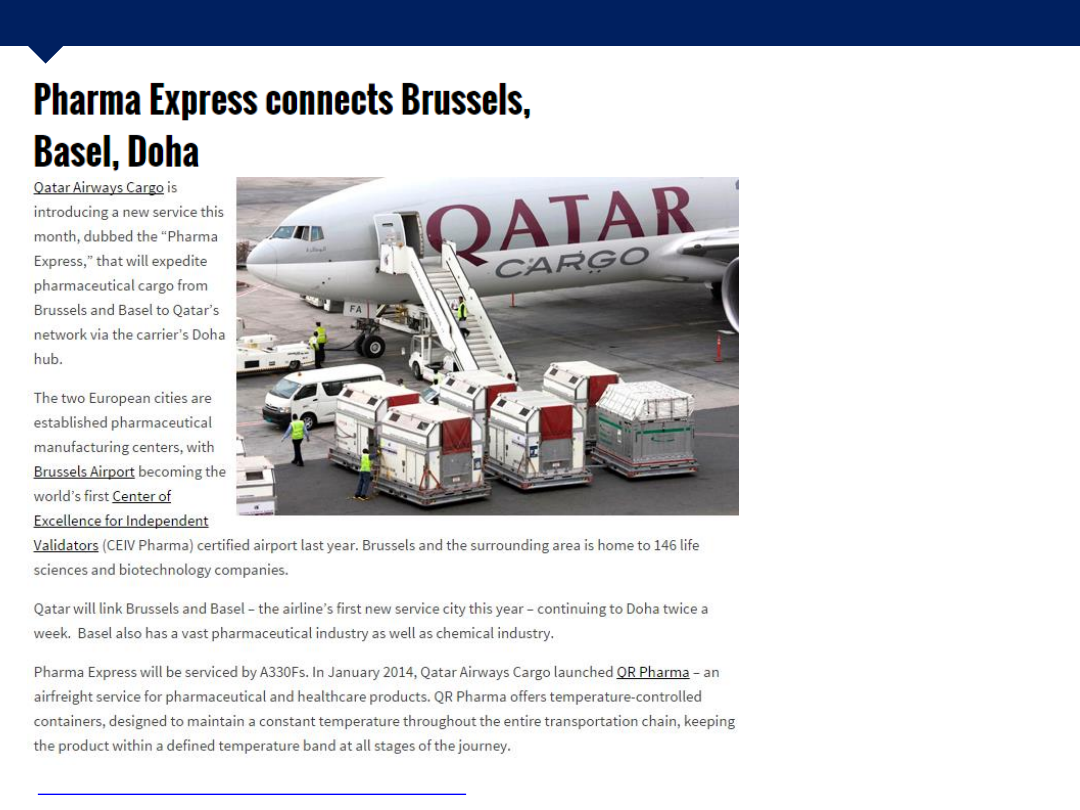 Pharma Express connects Brussels,
Basel, Doha
Qatar Airways Cargo is
introducing a new service this
month, dubbed the “Pharma
Express,” that will expedite
pharmaceutical cargo from
Brussels and Basel to Qatar’s
network via the carrier’s Doha
hub.
QATAR
CARGO
FA
The two European cities are
established pharmaceutical
manufacturing centers, with
Brussels Airport becoming the
world’s first Center of
Excellence for Independent
Validators (CEIV Pharma) certified airport last year. Brussels and the surrounding area is home to 146 life
sciences and biotechnology companies.
Qatar will link Brussels and Basel – the airline’s first new service city this year – continuing to Doha twice a
week.  Basel also has a vast pharmaceutical industry as well as chemical industry.
Pharma Express will be serviced by A330Fs. In January 2014, Qatar Airways Cargo launched QR Pharma – an
airfreight service for pharmaceutical and healthcare products. QR Pharma offers temperature-controlled
containers, designed to maintain a constant temperature throughout the entire transportation chain, keeping
the product within a defined temperature band at all stages of the journey.